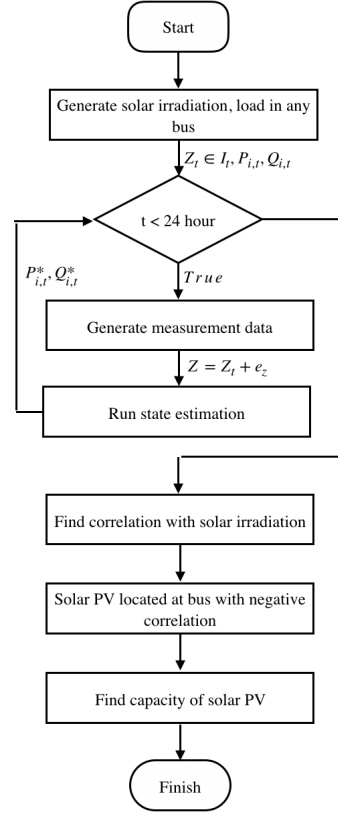 Start
Generate solar irradiation, load in any
bus
Z_t ∈ I_t, P_{i,t}, Q_{i,t}
t < 24 hour
P*_{i,t}, Q*_{i,t}
True
Generate measurement data
Z = Z_t + e_z
Run state estimation
Find correlation with solar irradiation
Solar PV located at bus with negative
correlation
Find capacity of solar PV
Finish